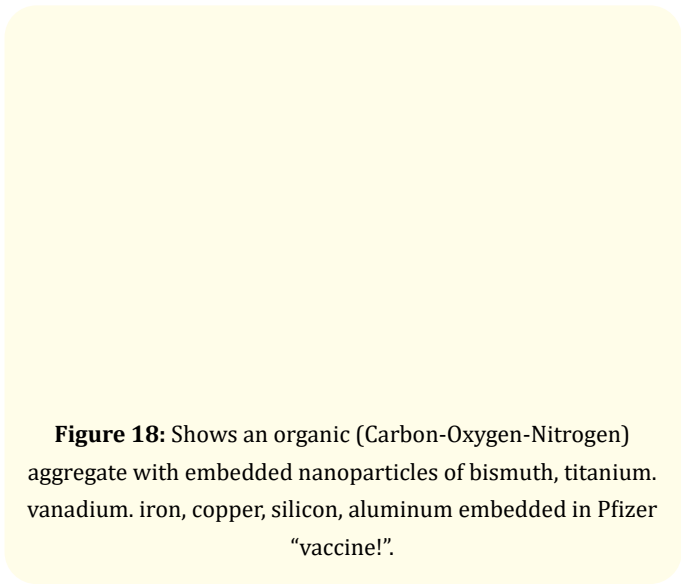 Figure 18: Shows an organic (Carbon-Oxygen-Nitrogen)
aggregate with embedded nanoparticles of bismuth, titanium.
vanadium. iron, copper, silicon, aluminum embedded in Pfizer
“vaccine!”.